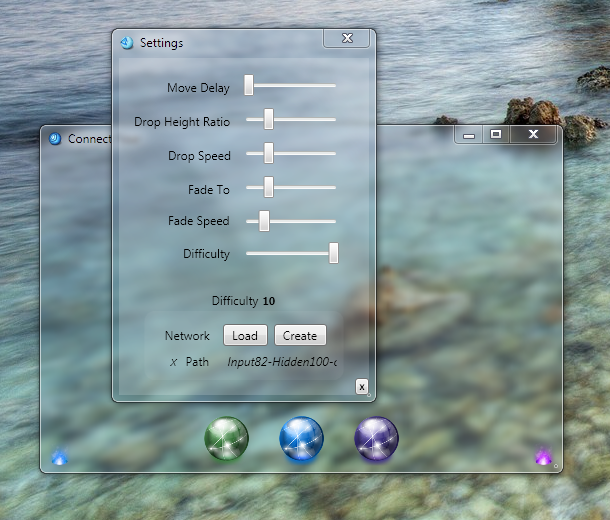 Settings
Move Delay
Drop Height Ratio
Connect
Drop Speed
Fade To
Fade Speed
Difficulty
Difficulty 10
Network Load Create
x Path Input82-Hidden100-
x